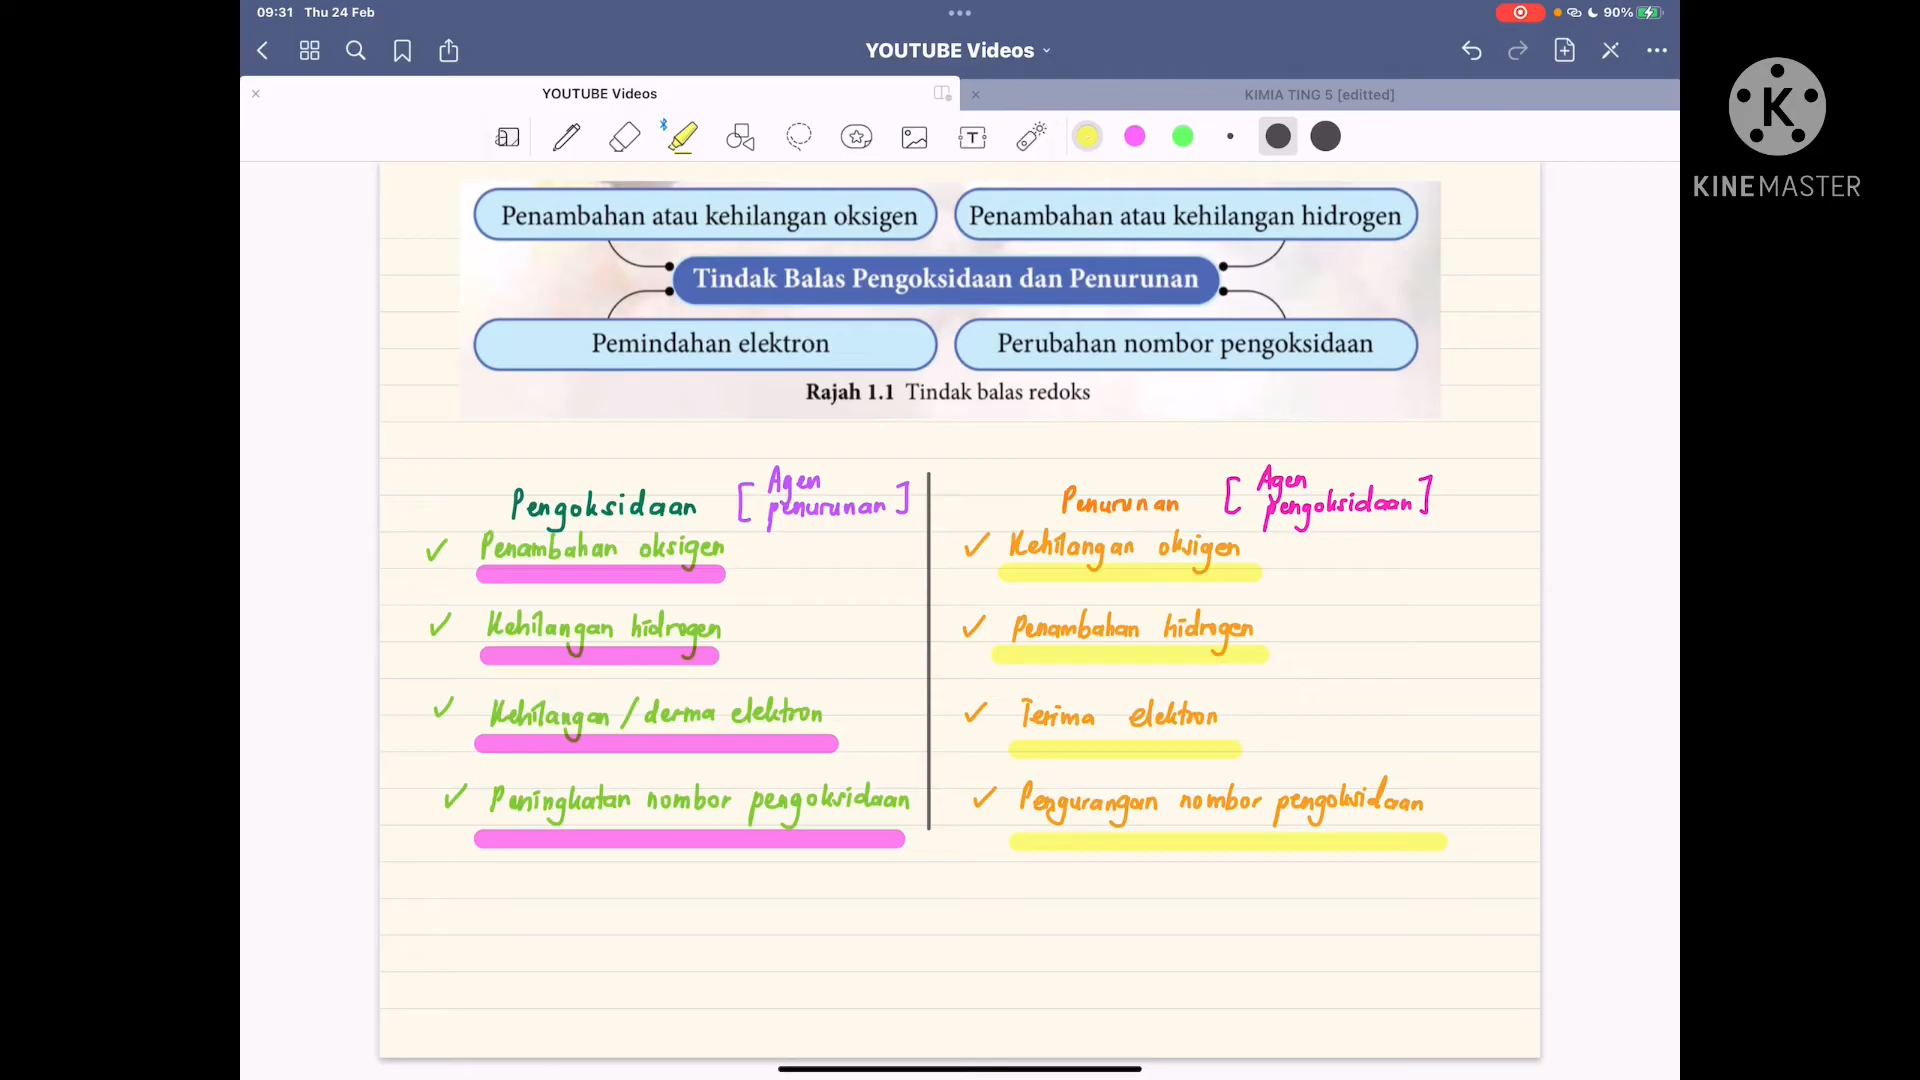 09:31 Thu 24 Feb
90%
YOUTUBE Videos
YOUTUBE Videos
KIMIA TING 5 [editted]
K
KINEMASTER
T
Penambahan atau kehilangan oksigen
Penambahan atau kehilangan hidrogen
Tindak Balas Pengoksidaan dan Penurunan
Pemindahan elektron
Perubahan nombor pengoksidaan
Rajah 1.1 Tindak balas redoks
Pengoksidaan [Agen penurunan]
✓ Penambahan oksigen
✓ Kehilangan hidrogen
✓ Kehilangan / derma elektron
✓ Peningkatan nombor pengoksidaan
Penurunan [Agen pengoksidaan]
✓ Kehilangan oksigen
✓ Penambahan hidrogen
✓ Terima elektron
✓ Pengurangan nombor pengoksidaan